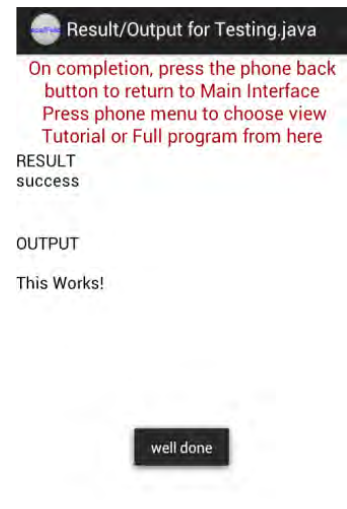 Result/Output for Testing.java
On completion, press the phone back
button to return to Main Interface
Press phone menu to choose view
Tutorial or Full program from here
RESULT
success
OUTPUT
This Works!
well done